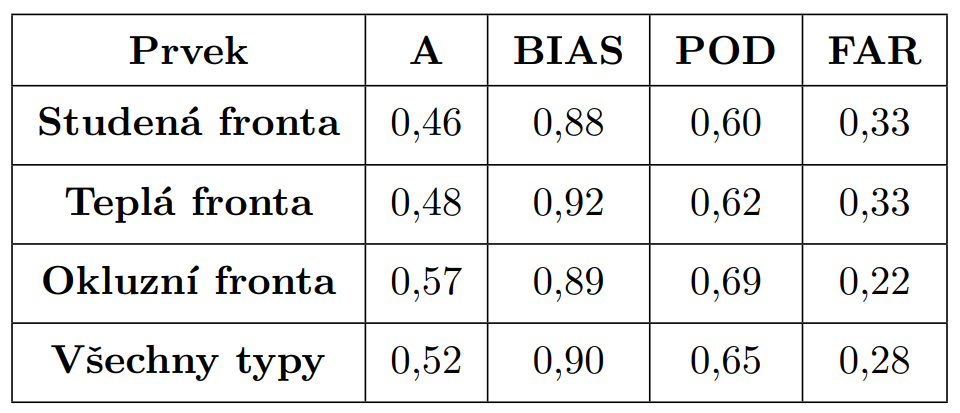 Prvek A BIAS POD FAR
Studená fronta 0,46 0,88 0,60 0,33
Teplá fronta 0,48 0,92 0,62 0,33
Okluzní fronta 0,57 0,89 0,69 0,22
Všechny typy 0,52 0,90 0,65 0,28